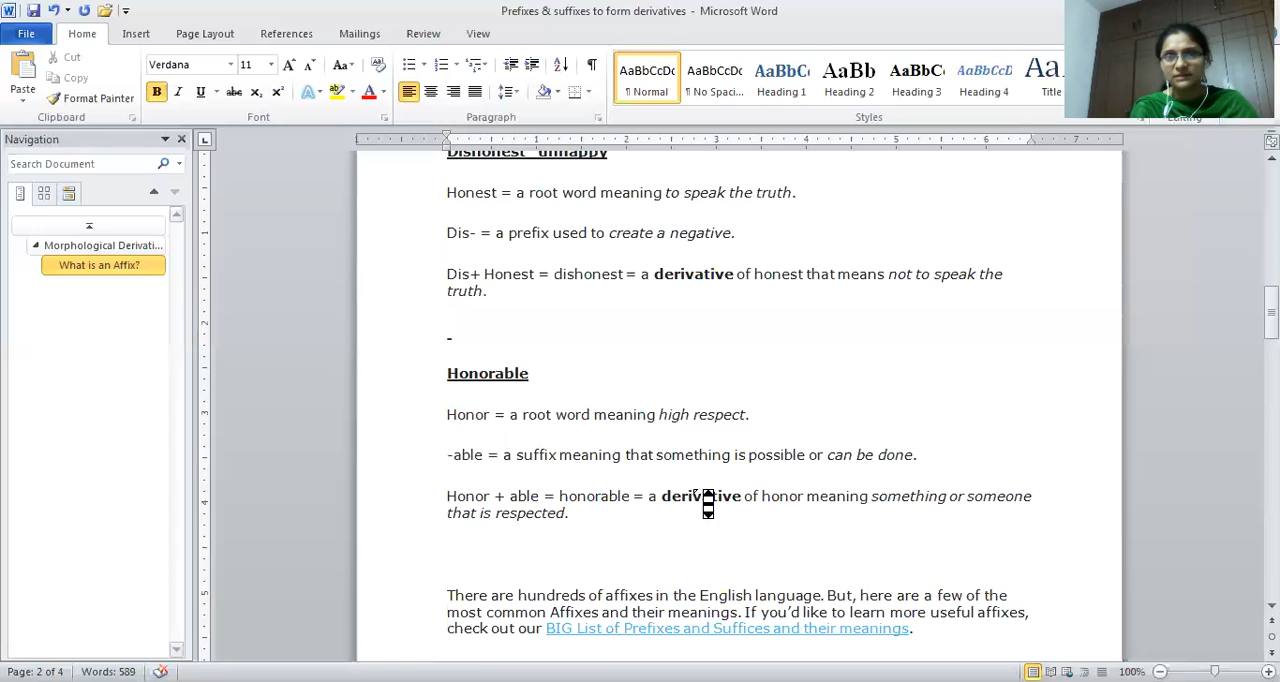 Prefixes & suffixes to form derivatives - Microsoft Word
File Home Insert Page Layout References Mailings Review View
Paste
Cut
Copy
Format Painter
Clipboard
Verdana 11
Font
Paragraph
AaBbCcDc AaBbCcDc AaBbCc AaBb AaBbC AaBbCcD Aa
¶ Normal ¶ No Spaci... Heading 1 Heading 2 Heading 3 Heading 4 Title
Styles
Editing
Navigation
Search Document
Morphological Derivati...
What is an Affix?
Dishonest unhappy
Honest = a root word meaning to speak the truth.
Dis- = a prefix used to create a negative.
Dis+ Honest = dishonest = a derivative of honest that means not to speak the
truth.
-
Honorable
Honor = a root word meaning high respect.
-able = a suffix meaning that something is possible or can be done.
Honor + able = honorable = a derivative of honor meaning something or someone
that is respected.
There are hundreds of affixes in the English language. But, here are a few of the
most common Affixes and their meanings. If you’d like to learn more useful affixes,
check out our BIG List of Prefixes and Suffices and their meanings.
Page: 2 of 4 Words: 589 100%